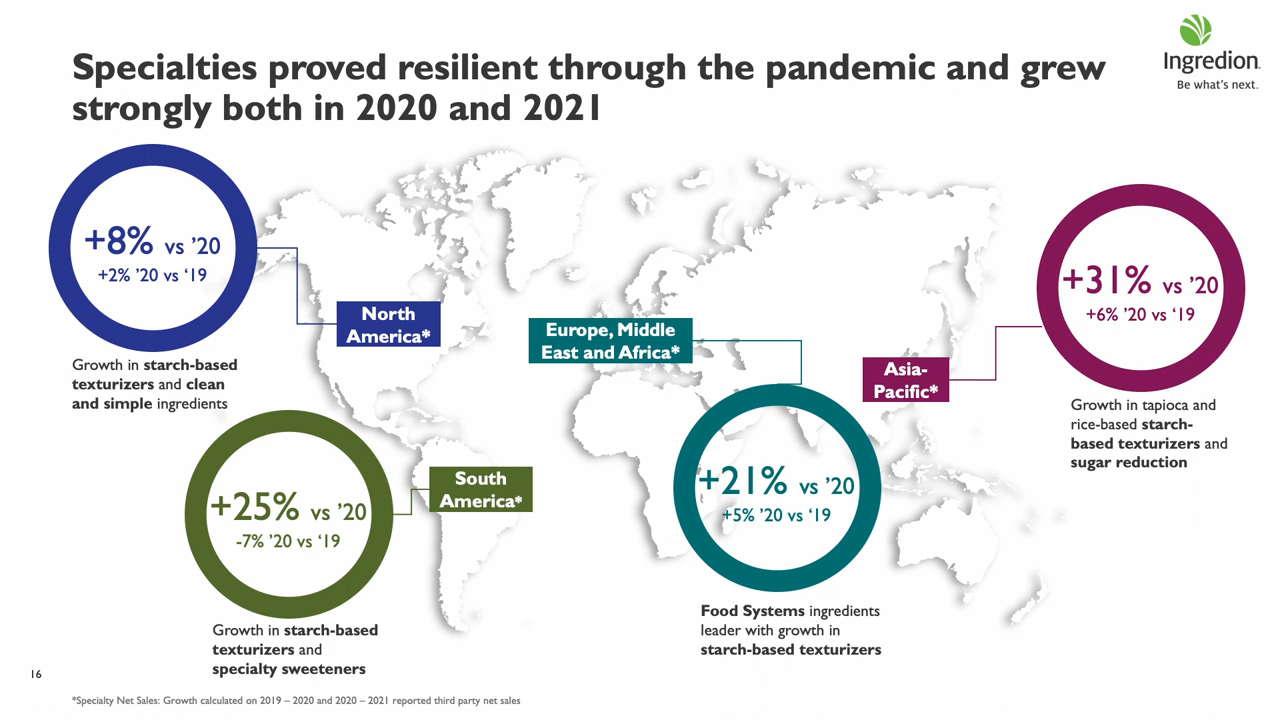 Specialties proved resilient through the pandemic and grew
strongly both in 2020 and 2021
Ingredion.
Be what's next.
+8% vs ’20
+2% ’20 vs ‘19
North
America*
Growth in starch-based
texturizers and clean
and simple ingredients
+25% vs ’20
-7% ’20 vs ‘19
South
America*
Growth in starch-based
texturizers and
specialty sweeteners
Europe, Middle
East and Africa*
+21% vs ’20
+5% ’20 vs ‘19
Food Systems ingredients
leader with growth in
starch-based texturizers
Asia-
Pacific*
+31% vs ’20
+6% ’20 vs ‘19
Growth in tapioca and
rice-based starch-
based texturizers and
sugar reduction
16
*Specialty Net Sales: Growth calculated on 2019 – 2020 and 2020 – 2021 reported third party net sales